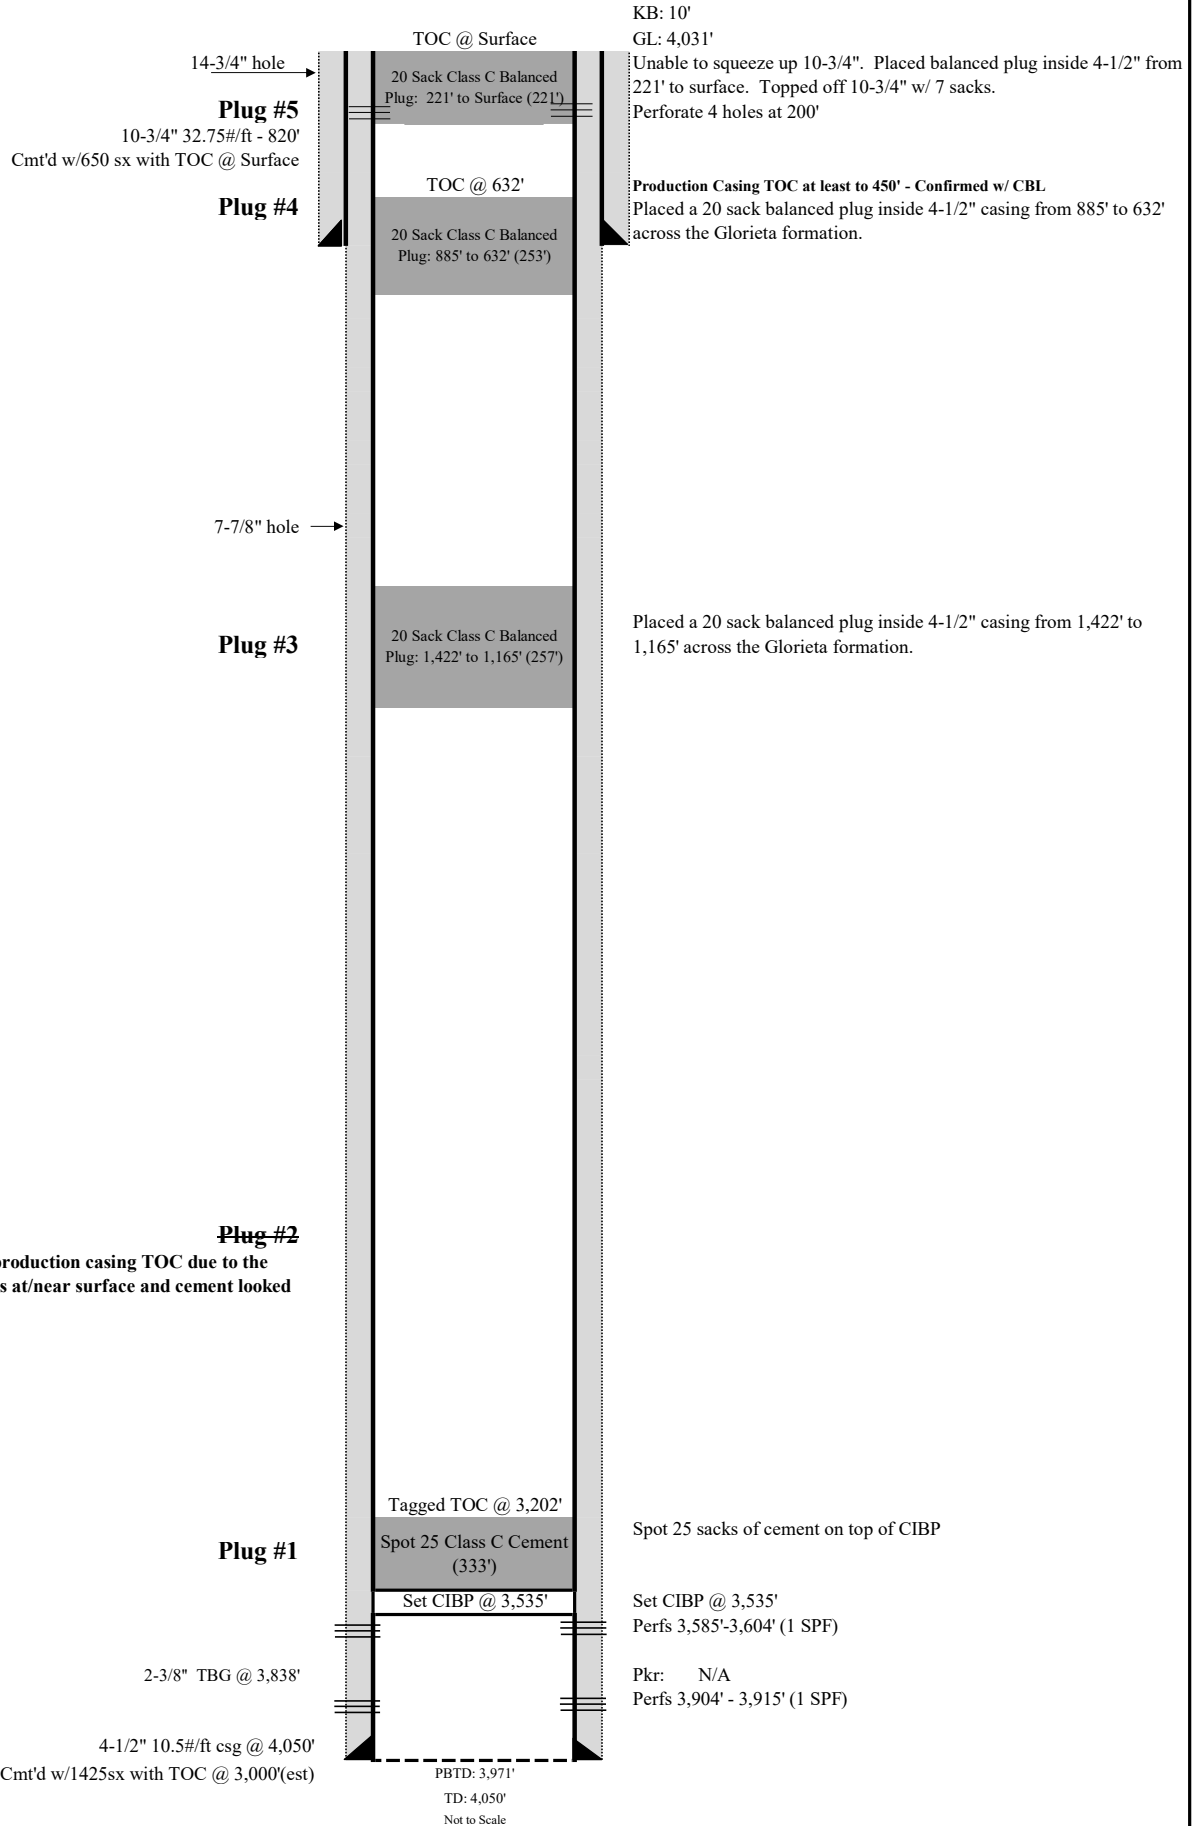 KB: 10'
TOC @ Surface
GL: 4,031'
14-3/4" hole
20 Sack Class C Balanced
Plug: 221' to Surface (221')
Unable to squeeze up 10-3/4". Placed balanced plug inside 4-1/2" from
221' to surface. Topped off 10-3/4" w/ 7 sacks.
Plug #5
Perforate 4 holes at 200'
10-3/4" 32.75#/ft - 820'
Cmt'd w/650 sx with TOC @ Surface
TOC @ 632'
Production Casing TOC at least to 450' - Confirmed w/ CBL
Plug #4
Placed a 20 sack balanced plug inside 4-1/2" casing from 885' to 632'
across the Glorieta formation.
20 Sack Class C Balanced
Plug: 885' to 632' (253')
7-7/8" hole
Plug #3
20 Sack Class C Balanced
Plug: 1,422' to 1,165' (257')
Placed a 20 sack balanced plug inside 4-1/2" casing from 1,422' to
1,165' across the Glorieta formation.
Plug #2
production casing TOC due to the
s at/near surface and cement looked
Tagged TOC @ 3,202'
Plug #1
Spot 25 Class C Cement
(333')
Spot 25 sacks of cement on top of CIBP
Set CIBP @ 3,535'
Set CIBP @ 3,535'
Perfs 3,585'-3,604' (1 SPF)
2-3/8" TBG @ 3,838'
Pkr: N/A
Perfs 3,904' - 3,915' (1 SPF)
4-1/2" 10.5#/ft csg @ 4,050'
Cmt'd w/1425sx with TOC @ 3,000'(est)
PBTD: 3,971'
TD: 4,050'
Not to Scale